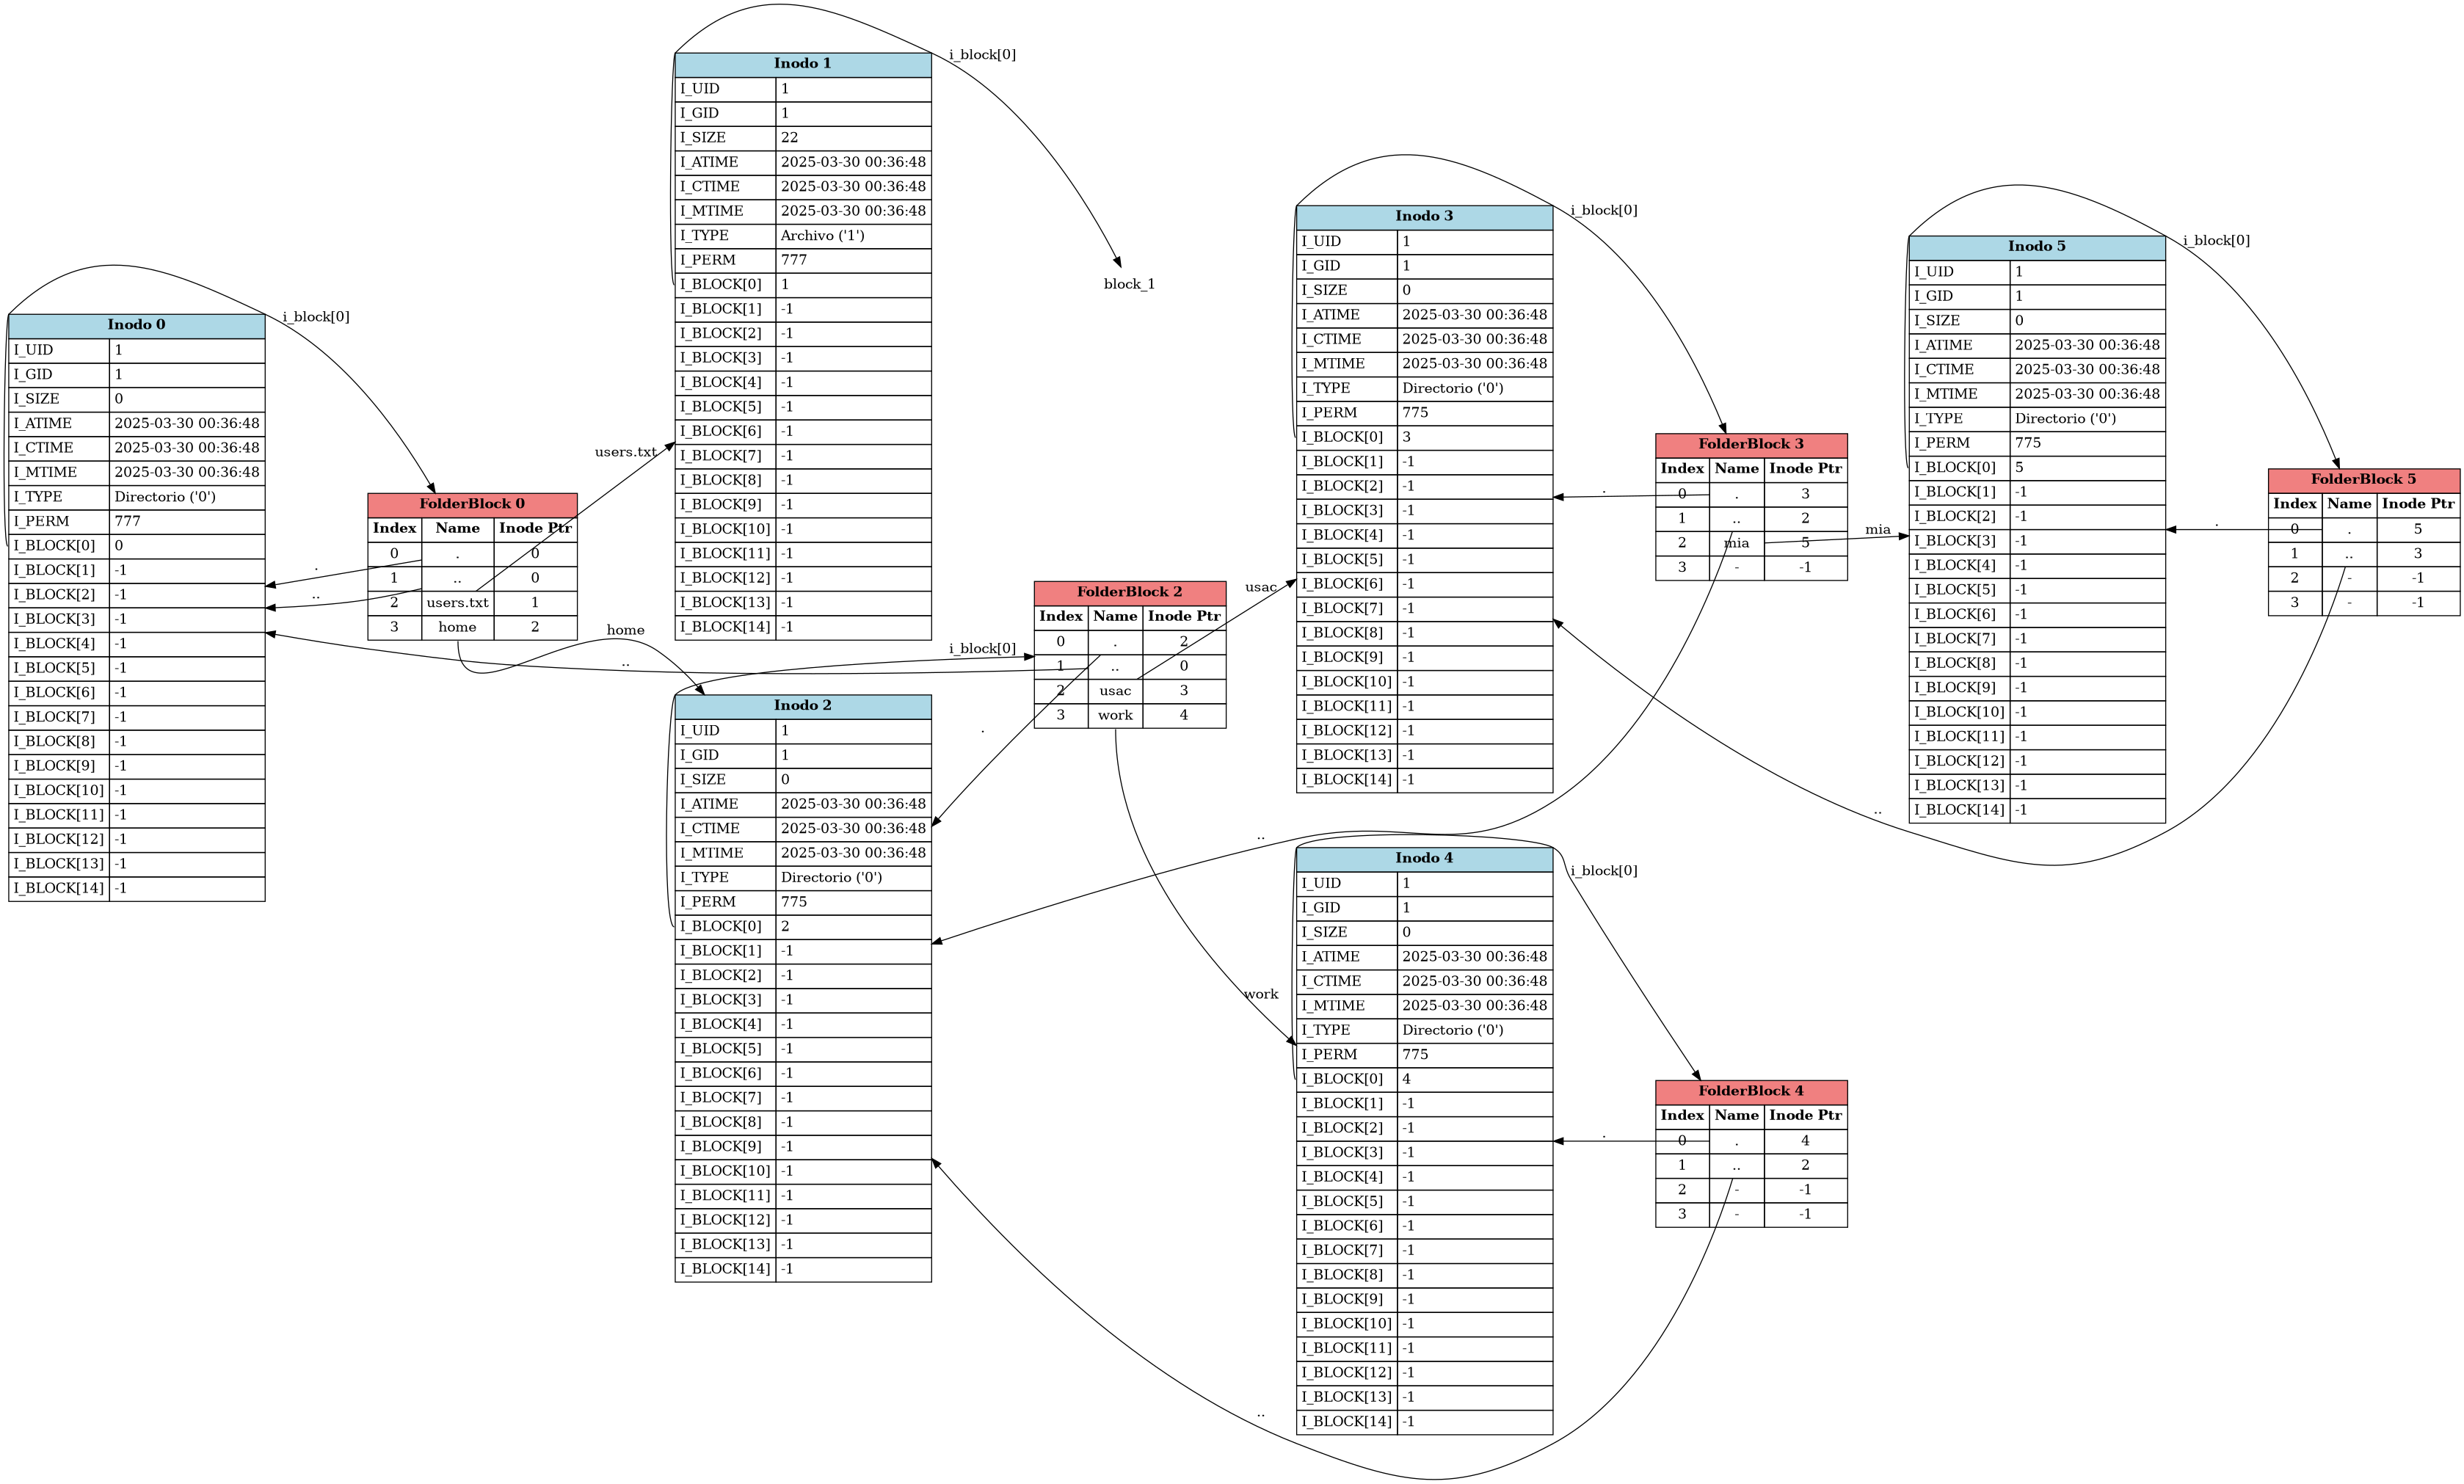 Inodo 0
I_UID 1
I_GID 1
I_SIZE 0
I_ATIME 2025-03-30 00:36:48
I_CTIME 2025-03-30 00:36:48
I_MTIME 2025-03-30 00:36:48
I_TYPE Directorio ('0')
I_PERM 777
I_BLOCK[0] 0
I_BLOCK[1] -1
I_BLOCK[2] -1
I_BLOCK[3] -1
I_BLOCK[4] -1
I_BLOCK[5] -1
I_BLOCK[6] -1
I_BLOCK[7] -1
I_BLOCK[8] -1
I_BLOCK[9] -1
I_BLOCK[10] -1
I_BLOCK[11] -1
I_BLOCK[12] -1
I_BLOCK[13] -1
I_BLOCK[14] -1
i_block[0]
.
..
..
FolderBlock 0
Index Name Inode Ptr
0 . 0
1 .. 0
2 users.txt 1
3 home 2
users.txt
home
Inodo 1
I_UID 1
I_GID 1
I_SIZE 22
I_ATIME 2025-03-30 00:36:48
I_CTIME 2025-03-30 00:36:48
I_MTIME 2025-03-30 00:36:48
I_TYPE Archivo ('1')
I_PERM 777
I_BLOCK[0] 1
I_BLOCK[1] -1
I_BLOCK[2] -1
I_BLOCK[3] -1
I_BLOCK[4] -1
I_BLOCK[5] -1
I_BLOCK[6] -1
I_BLOCK[7] -1
I_BLOCK[8] -1
I_BLOCK[9] -1
I_BLOCK[10] -1
I_BLOCK[11] -1
I_BLOCK[12] -1
I_BLOCK[13] -1
I_BLOCK[14] -1
i_block[0]
block_1
Inodo 2
I_UID 1
I_GID 1
I_SIZE 0
I_ATIME 2025-03-30 00:36:48
I_CTIME 2025-03-30 00:36:48
I_MTIME 2025-03-30 00:36:48
I_TYPE Directorio ('0')
I_PERM 775
I_BLOCK[0] 2
I_BLOCK[1] -1
I_BLOCK[2] -1
I_BLOCK[3] -1
I_BLOCK[4] -1
I_BLOCK[5] -1
I_BLOCK[6] -1
I_BLOCK[7] -1
I_BLOCK[8] -1
I_BLOCK[9] -1
I_BLOCK[10] -1
I_BLOCK[11] -1
I_BLOCK[12] -1
I_BLOCK[13] -1
I_BLOCK[14] -1
i_block[0]
.
FolderBlock 2
Index Name Inode Ptr
0 . 2
1 .. 0
2 usac 3
3 work 4
usac
work
..
..
Inodo 3
I_UID 1
I_GID 1
I_SIZE 0
I_ATIME 2025-03-30 00:36:48
I_CTIME 2025-03-30 00:36:48
I_MTIME 2025-03-30 00:36:48
I_TYPE Directorio ('0')
I_PERM 775
I_BLOCK[0] 3
I_BLOCK[1] -1
I_BLOCK[2] -1
I_BLOCK[3] -1
I_BLOCK[4] -1
I_BLOCK[5] -1
I_BLOCK[6] -1
I_BLOCK[7] -1
I_BLOCK[8] -1
I_BLOCK[9] -1
I_BLOCK[10] -1
I_BLOCK[11] -1
I_BLOCK[12] -1
I_BLOCK[13] -1
I_BLOCK[14] -1
i_block[0]
.
FolderBlock 3
Index Name Inode Ptr
0 . 3
1 .. 2
2 mia 5
3 - -1
mia
..
Inodo 4
I_UID 1
I_GID 1
I_SIZE 0
I_ATIME 2025-03-30 00:36:48
I_CTIME 2025-03-30 00:36:48
I_MTIME 2025-03-30 00:36:48
I_TYPE Directorio ('0')
I_PERM 775
I_BLOCK[0] 4
I_BLOCK[1] -1
I_BLOCK[2] -1
I_BLOCK[3] -1
I_BLOCK[4] -1
I_BLOCK[5] -1
I_BLOCK[6] -1
I_BLOCK[7] -1
I_BLOCK[8] -1
I_BLOCK[9] -1
I_BLOCK[10] -1
I_BLOCK[11] -1
I_BLOCK[12] -1
I_BLOCK[13] -1
I_BLOCK[14] -1
i_block[0]
.
FolderBlock 4
Index Name Inode Ptr
0 . 4
1 .. 2
2 - -1
3 - -1
Inodo 5
I_UID 1
I_GID 1
I_SIZE 0
I_ATIME 2025-03-30 00:36:48
I_CTIME 2025-03-30 00:36:48
I_MTIME 2025-03-30 00:36:48
I_TYPE Directorio ('0')
I_PERM 775
I_BLOCK[0] 5
I_BLOCK[1] -1
I_BLOCK[2] -1
I_BLOCK[3] -1
I_BLOCK[4] -1
I_BLOCK[5] -1
I_BLOCK[6] -1
I_BLOCK[7] -1
I_BLOCK[8] -1
I_BLOCK[9] -1
I_BLOCK[10] -1
I_BLOCK[11] -1
I_BLOCK[12] -1
I_BLOCK[13] -1
I_BLOCK[14] -1
i_block[0]
.
FolderBlock 5
Index Name Inode Ptr
0 . 5
1 .. 3
2 - -1
3 - -1